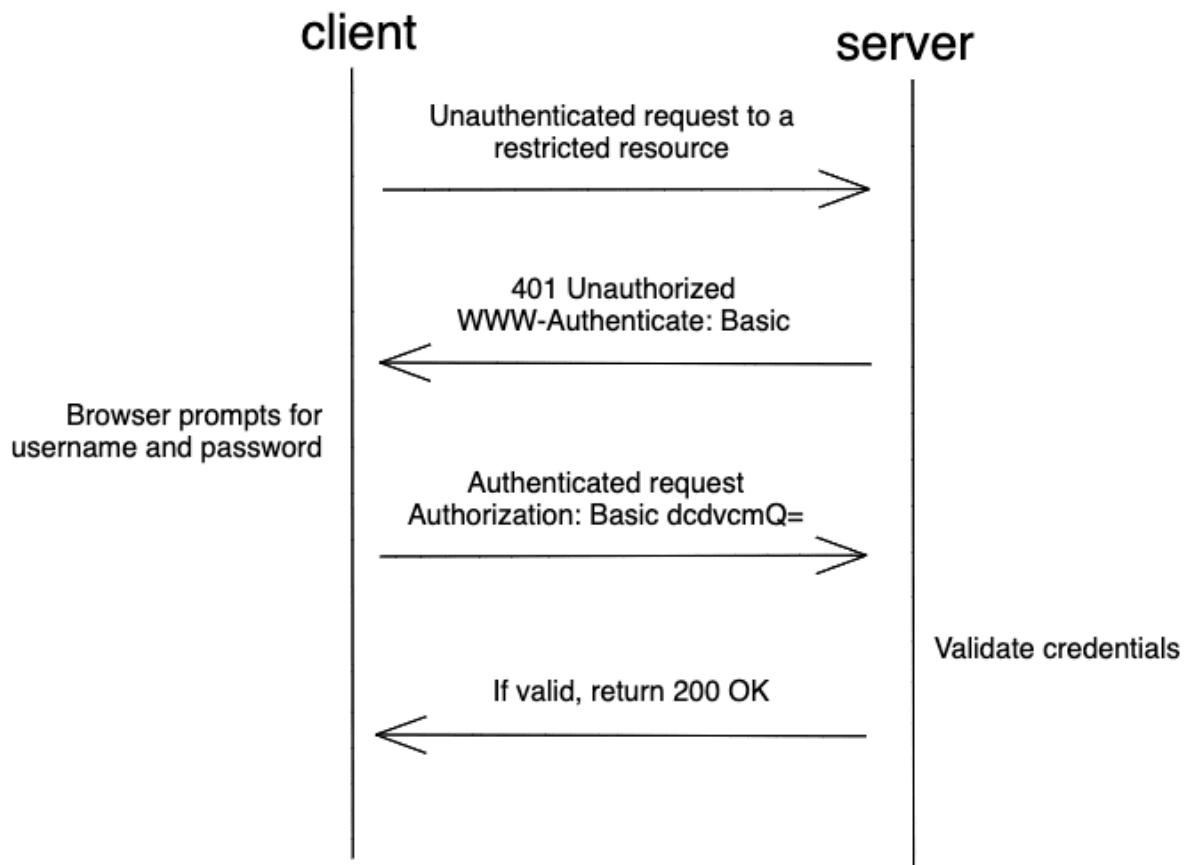 client
server
Unauthenticated request to a
restricted resource
401 Unauthorized
WWW-Authenticate: Basic
Browser prompts for
username and password
Authenticated request
Authorization: Basic dcdvcmQ=
Validate credentials
If valid, return 200 OK